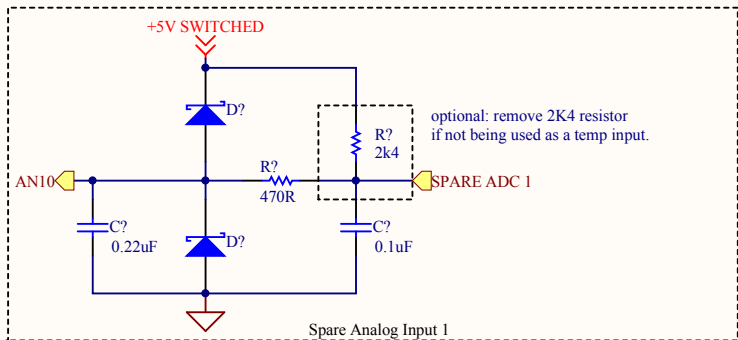 +5V SWITCHED
D?
optional: remove 2K4 resistor
if not being used as a temp input.
R?
2k4
AN10
R?
470R
SPARE ADC 1
C?
0.22uF
D?
C?
0.1uF
Spare Analog Input 1